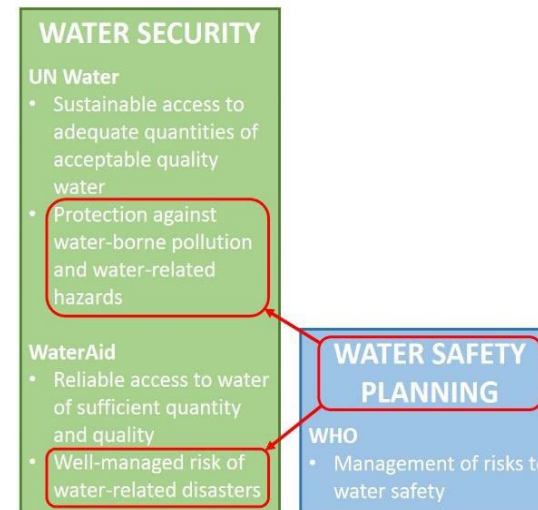 WATER SECURITY
UN Water
• Sustainable access to
adequate quantities of
acceptable quality
water
• Protection against
water-borne pollution
and water-related
hazards
WaterAid
• Reliable access to water
of sufficient quantity
and quality
• Well-managed risk of
water-related disasters
WATER SAFETY
PLANNING
WHO
• Management of risks to
water safety